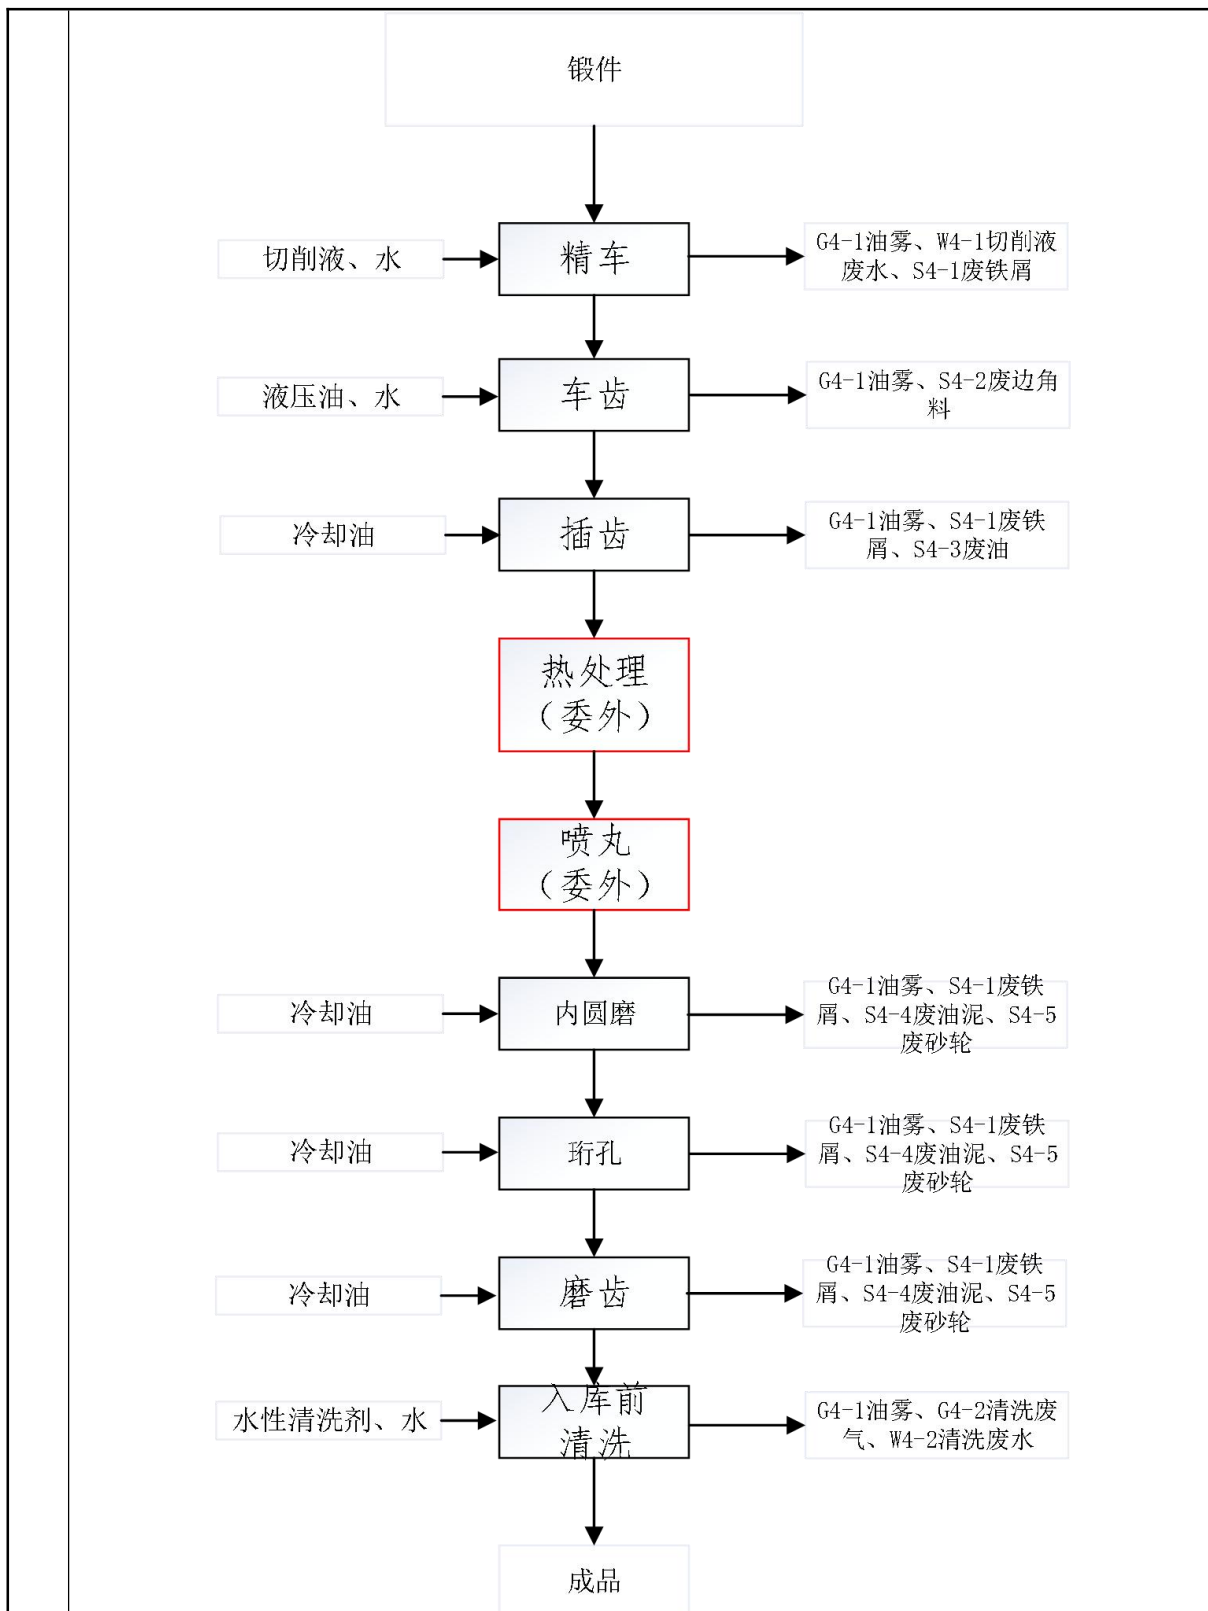 锻件
切削液、水
精车
G4-1油雾、W4-1切削液
废水、S4-1废铁屑
液压油、水
车齿
G4-1油雾、S4-2废边角
料
冷却油
插齿
G4-1油雾、S4-1废铁
屑、S4-3废油
热处理
（委外）
喷丸
（委外）
冷却油
内圆磨
G4-1油雾、S4-1废铁
屑、S4-4废油泥、S4-5
废砂轮
冷却油
珩孔
G4-1油雾、S4-1废铁
屑、S4-4废油泥、S4-5
废砂轮
冷却油
磨齿
G4-1油雾、S4-1废铁
屑、S4-4废油泥、S4-5
废砂轮
水性清洗剂、水
入库前
清洗
G4-1油雾、G4-2清洗废
气、W4-2清洗废水
成品